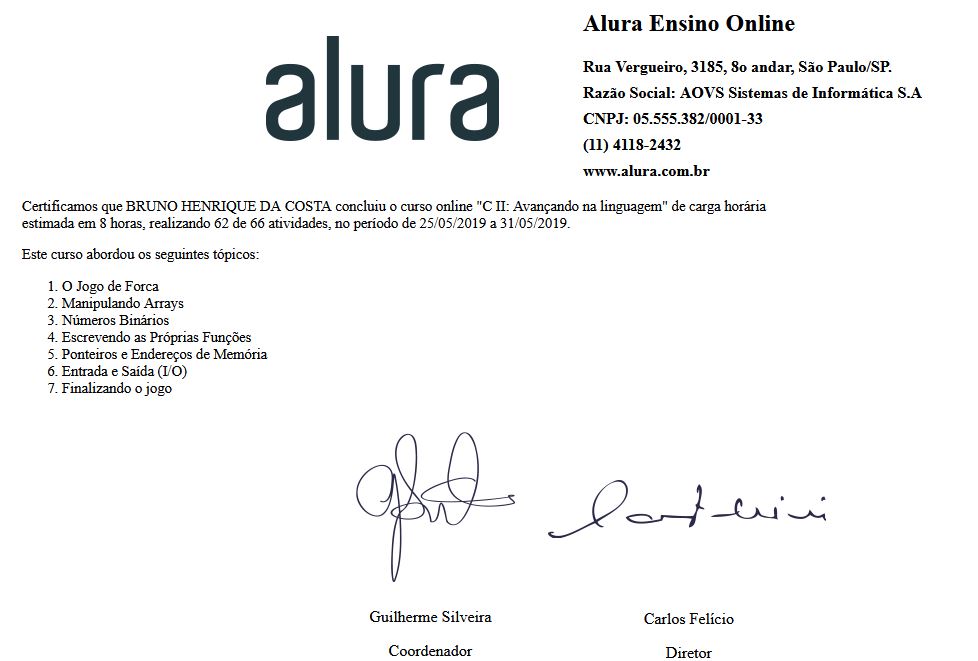 alura
Alura Ensino Online
Rua Vergueiro, 3185, 8o andar, São Paulo/SP.
Razão Social: AOVS Sistemas de Informática S.A
CNPJ: 05.555.382/0001-33
(11) 4118-2432
www.alura.com.br
Certificamos que BRUNO HENRIQUE DA COSTA concluiu o curso online "C II: Avançando na linguagem" de carga horária
estimada em 8 horas, realizando 62 de 66 atividades, no período de 25/05/2019 a 31/05/2019.
Este curso abordou os seguintes tópicos:
1. O Jogo de Forca
2. Manipulando Arrays
3. Números Binários
4. Escrevendo as Próprias Funções
5. Ponteiros e Endereços de Memória
6. Entrada e Saída (I/O)
7. Finalizando o jogo
Guilherme Silveira
Carlos Felício
Coordenador
Diretor